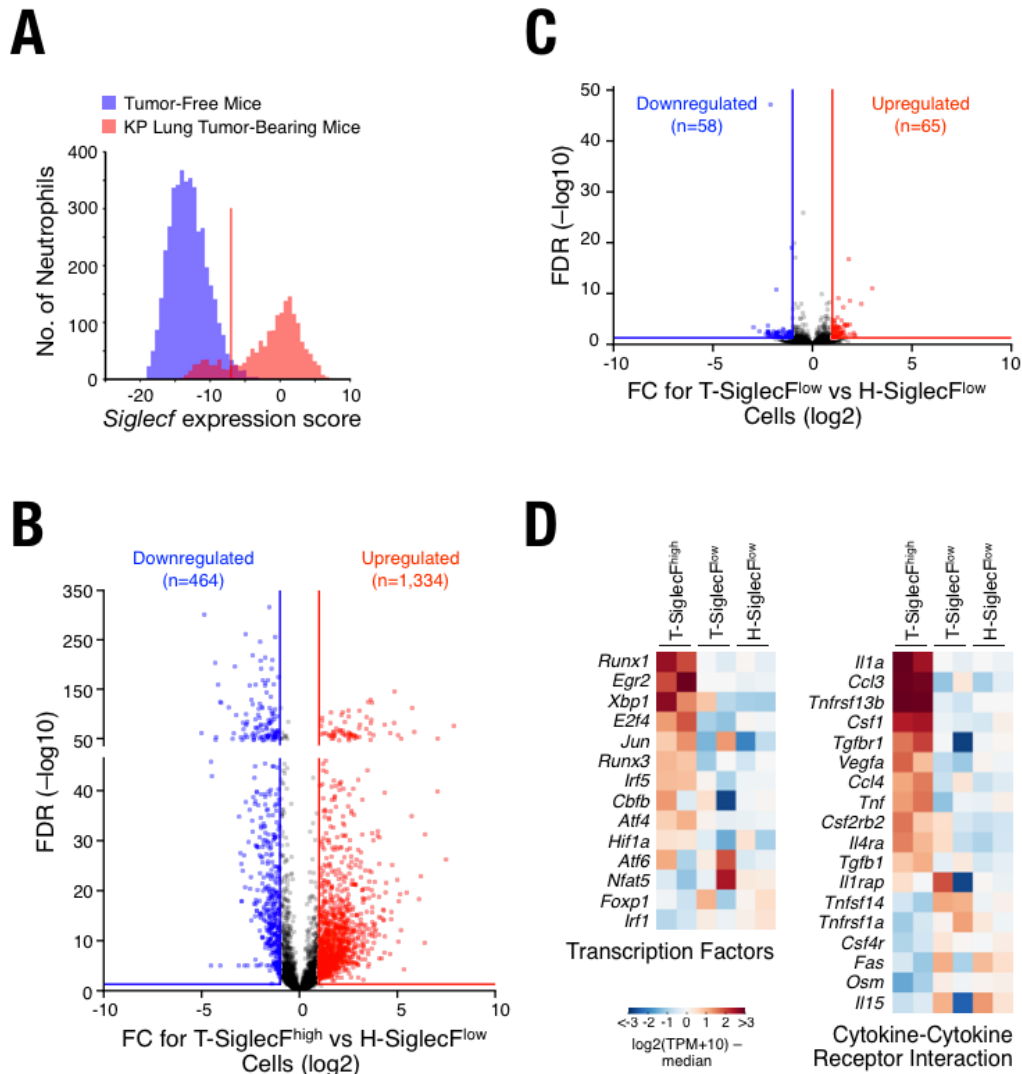 A
Tumor-Free Mice
KP Lung Tumor-Bearing Mice
No. of Neutrophils
400
300
200
100
0
-20
-10
0
10
Siglecf expression score
C
Downregulated
(n=58)
Upregulated
(n=65)
FDR (–log10)
50
40
30
20
10
0
-10
-5
0
5
10
FC for T-SiglecFlow vs H-SiglecFlow
Cells (log2)
B
Downregulated
(n=464)
Upregulated
(n=1,334)
FDR (–log10)
350
250
150
50
40
30
20
10
0
-10
-5
0
5
10
FC for T-SiglecFhigh vs H-SiglecFlow
Cells (log2)
D
T-SiglecFhigh
T-SiglecFlow
H-SiglecFlow
Runx1
Egr2
Xbp1
E2f4
Jun
Runx3
Irf5
Cbfb
Atf4
Hif1a
Atf6
Nfat5
Foxp1
Irf1
Transcription Factors
<-3 -2 -1 0 1 2 >3
log2(TPM+10) –
median
T-SiglecFhigh
T-SiglecFlow
H-SiglecFlow
Il1a
Ccl3
Tnfrsf13b
Csf1
Tgfbr1
Vegfa
Ccl4
Tnf
Csf2rb2
Il4ra
Tgfb1
Il1rap
Tnfsf14
Tnfrsf1a
Csf4r
Fas
Osm
Il15
Cytokine-Cytokine
Receptor Interaction